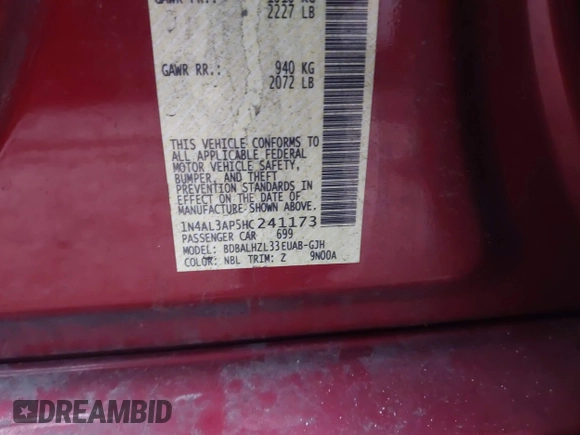 2227 LB
GAWR RR.: 940 KG
2072 LB
THIS VEHICLE CONFORMS TO
ALL APPLICABLE FEDERAL
MOTOR VEHICLE SAFETY,
BUMPER, AND THEFT
PREVENTION STANDARDS IN
EFFECT ON THE DATE OF
MANUFACTURE SHOWN ABOVE.
1N4AL3AP5HC241173
PASSENGER CAR 699
MODEL: BDBALHZL33EUAB-GJH
COLOR: NBL TRIM: Z 9N00A
DREAMBID